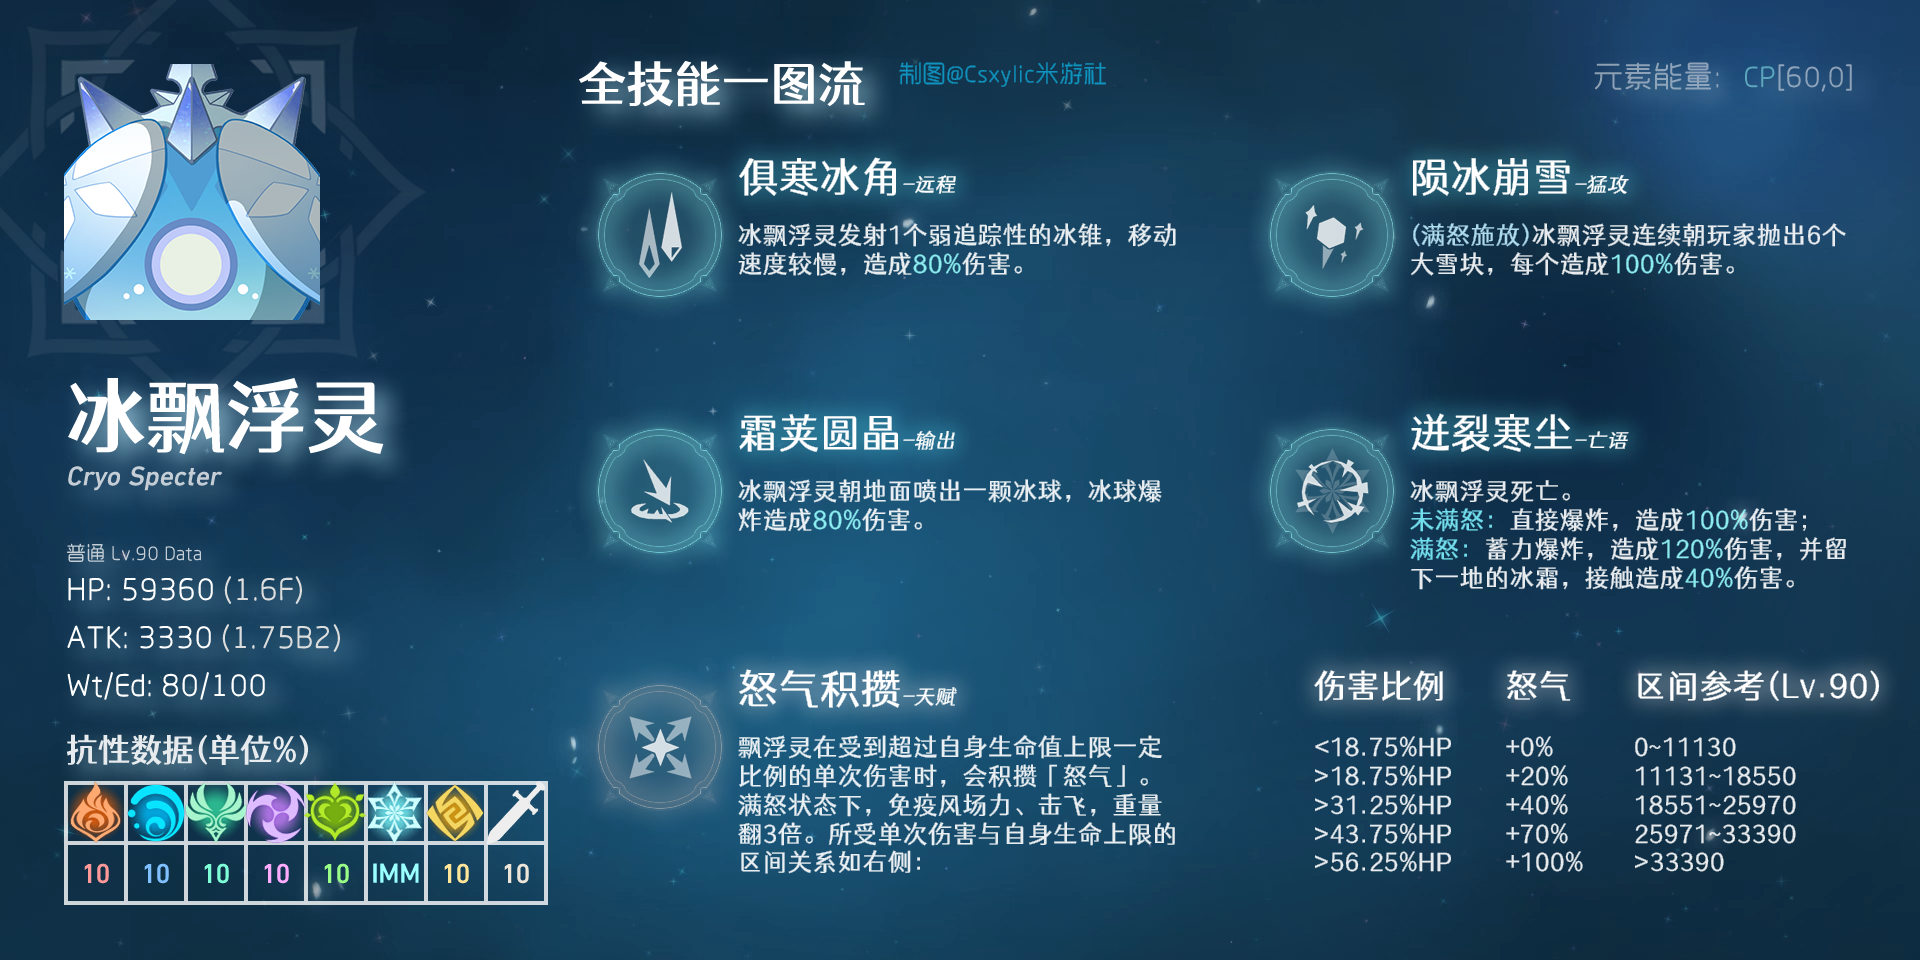 全技能一图流
制图@Csxylic米游社
元素能量： CP[60,0]
冰飘浮灵
Cryo Specter
普通 Lv.90 Data
HP: 59360 (1.6F)
ATK: 3330 (1.75B2)
Wt/Ed: 80/100
抗性数据(单位%)
10 10 10 10 10 IMM 10 10
俱寒冰角-远程
冰飘浮灵发射1个弱追踪性的冰锥，移动
速度较慢，造成80%伤害。
陨冰崩雪-猛攻
(满怒施放)冰飘浮灵连续朝玩家抛出6个
大雪块，每个造成100%伤害。
霜荚圆晶-输出
冰飘浮灵朝地面喷出一颗冰球，冰球爆
炸造成80%伤害。
迸裂寒尘-亡语
冰飘浮灵死亡。
未满怒：直接爆炸，造成100%伤害；
满怒：蓄力爆炸，造成120%伤害，并留
下一地的冰霜，接触造成40%伤害。
怒气积攒-天赋
飘浮灵在受到超过自身生命值上限一定
比例的单次伤害时，会积攒「怒气」。
满怒状态下，免疫风场力、击飞，重量
翻3倍。所受单次伤害与自身生命上限的
区间关系如右侧：
伤害比例 怒气 区间参考(Lv.90)
<18.75%HP +0% 0~11130
>18.75%HP +20% 11131~18550
>31.25%HP +40% 18551~25970
>43.75%HP +70% 25971~33390
>56.25%HP +100% >33390